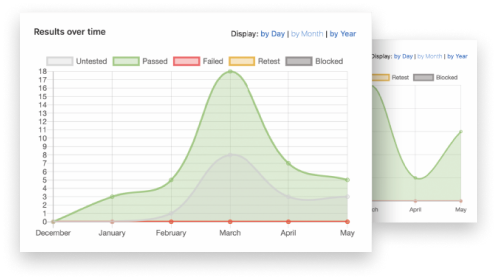 Results over time
Display: by Day | by Month | by Year
Untested Passed Failed Retest Blocked
18
17
16
15
14
13
12
11
10
9
8
7
6
5
4
3
2
1
0
December January February March April May
Display: by Day | by Month | by Year
Retest Blocked
April May